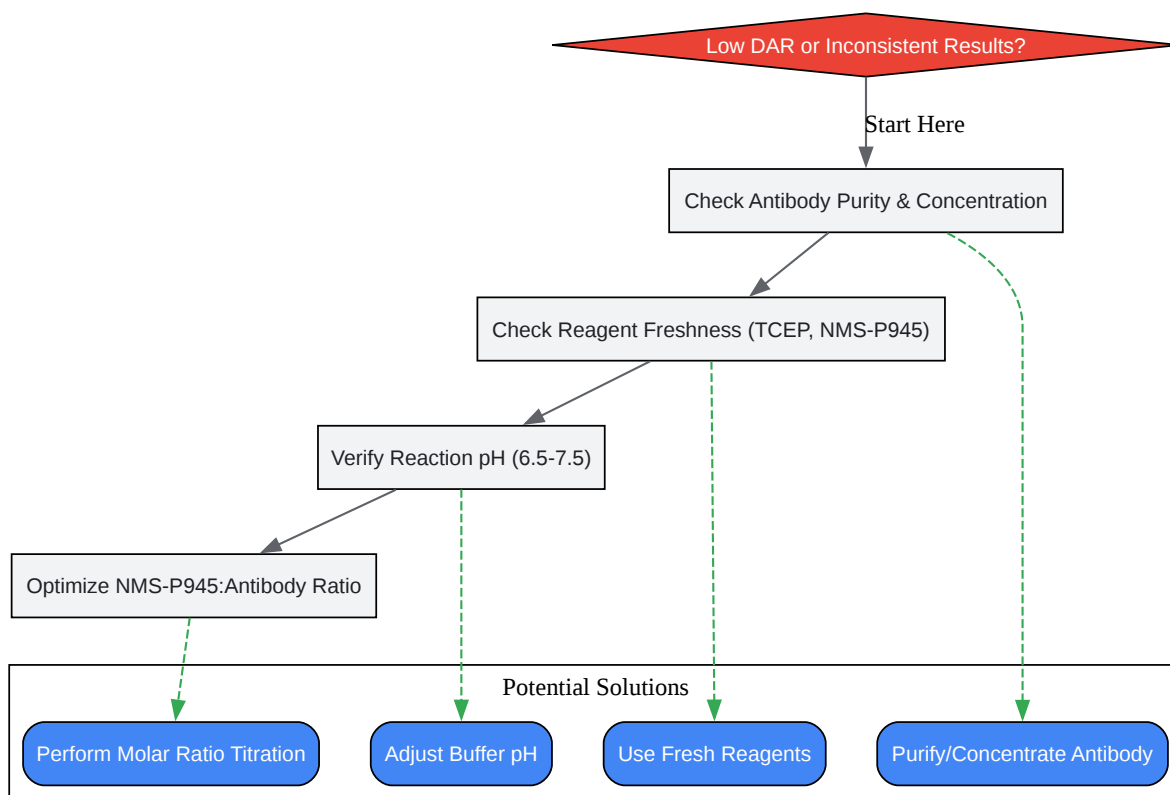 Low DAR or Inconsistent Results?
Start Here
Check Antibody Purity & Concentration
Check Reagent Freshness (TCEP, NMS-P945)
Verify Reaction pH (6.5-7.5)
Optimize NMS-P945:Antibody Ratio
Potential Solutions
Perform Molar Ratio Titration
Adjust Buffer pH
Use Fresh Reagents
Purify/Concentrate Antibody